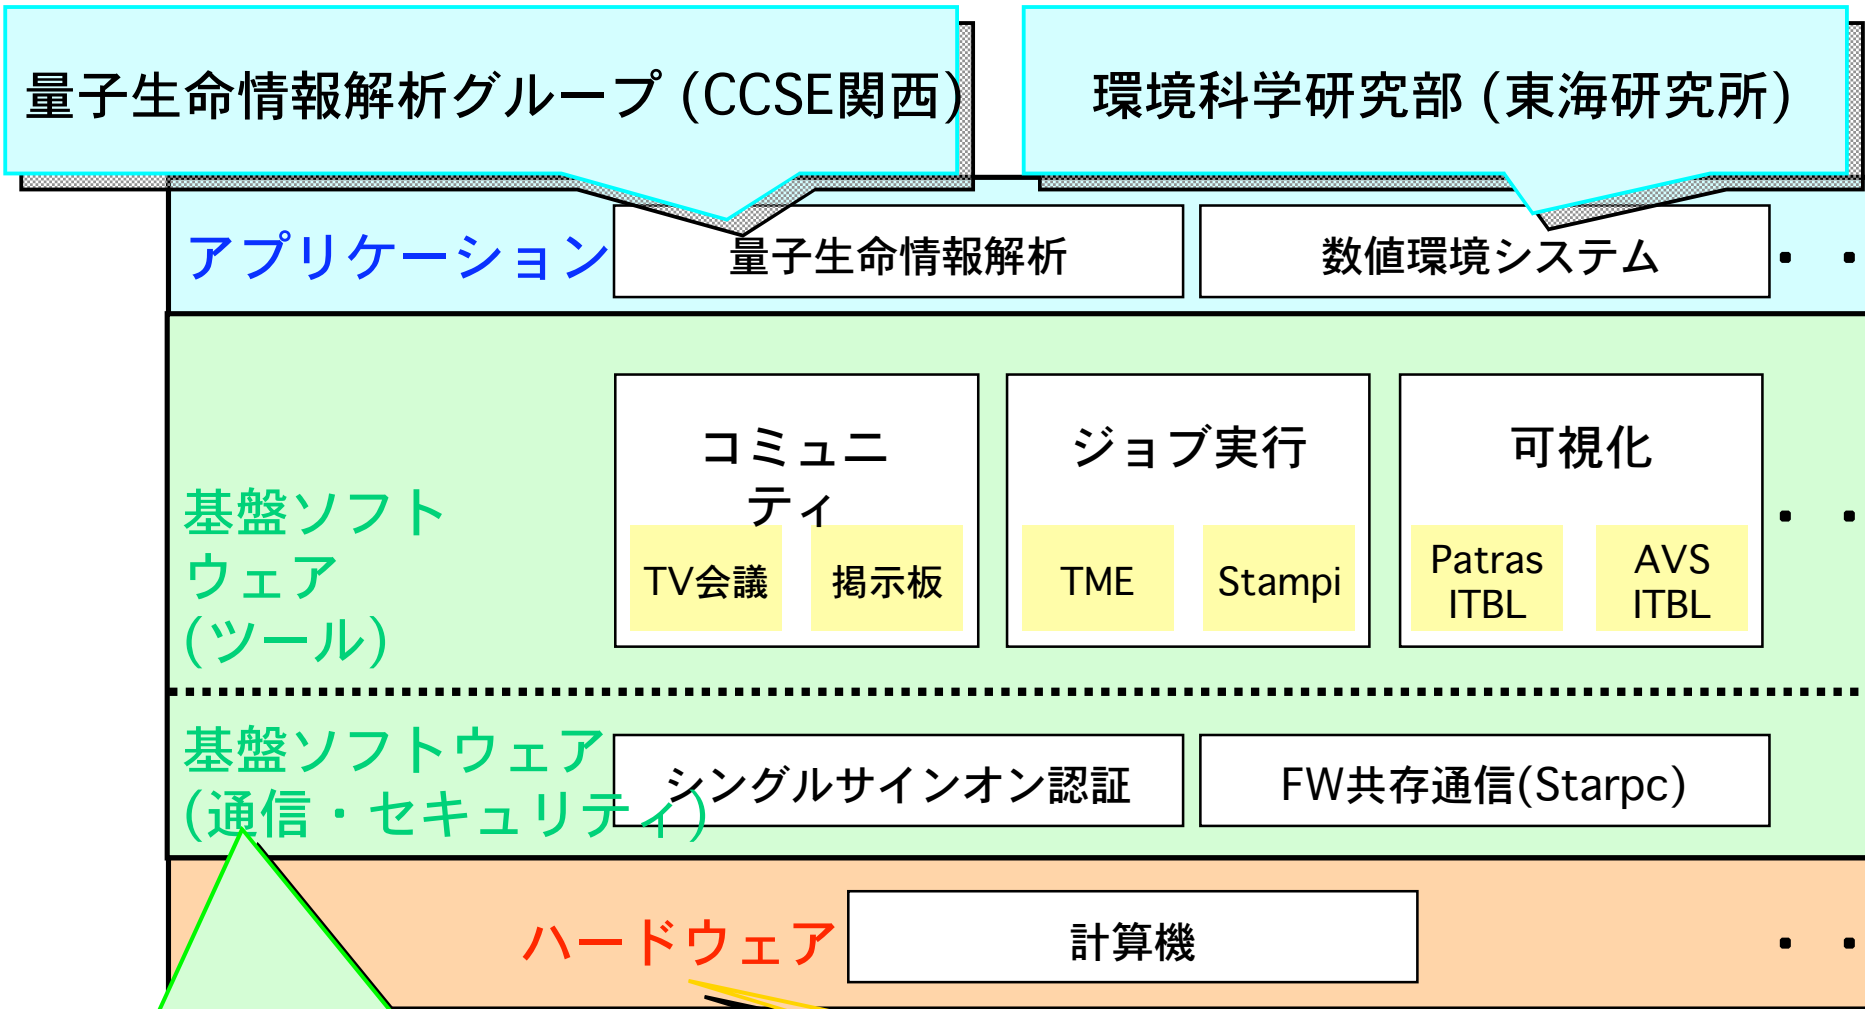 量子生命情報解析グループ (CCSE関西)
環境科学研究部 (東海研究所)
アプリケーション
量子生命情報解析
数値環境システム
・・
基盤ソフト
ウェア
(ツール)
コミュニ
ティ
TV会議
掲示板
ジョブ実行
TME
Stampi
可視化
Patras
ITBL
AVS
ITBL
・・
基盤ソフトウェア
(通信・セキュリティ)
シングルサインオン認証
FW共存通信(Starpc)
ハードウェア
計算機
・・